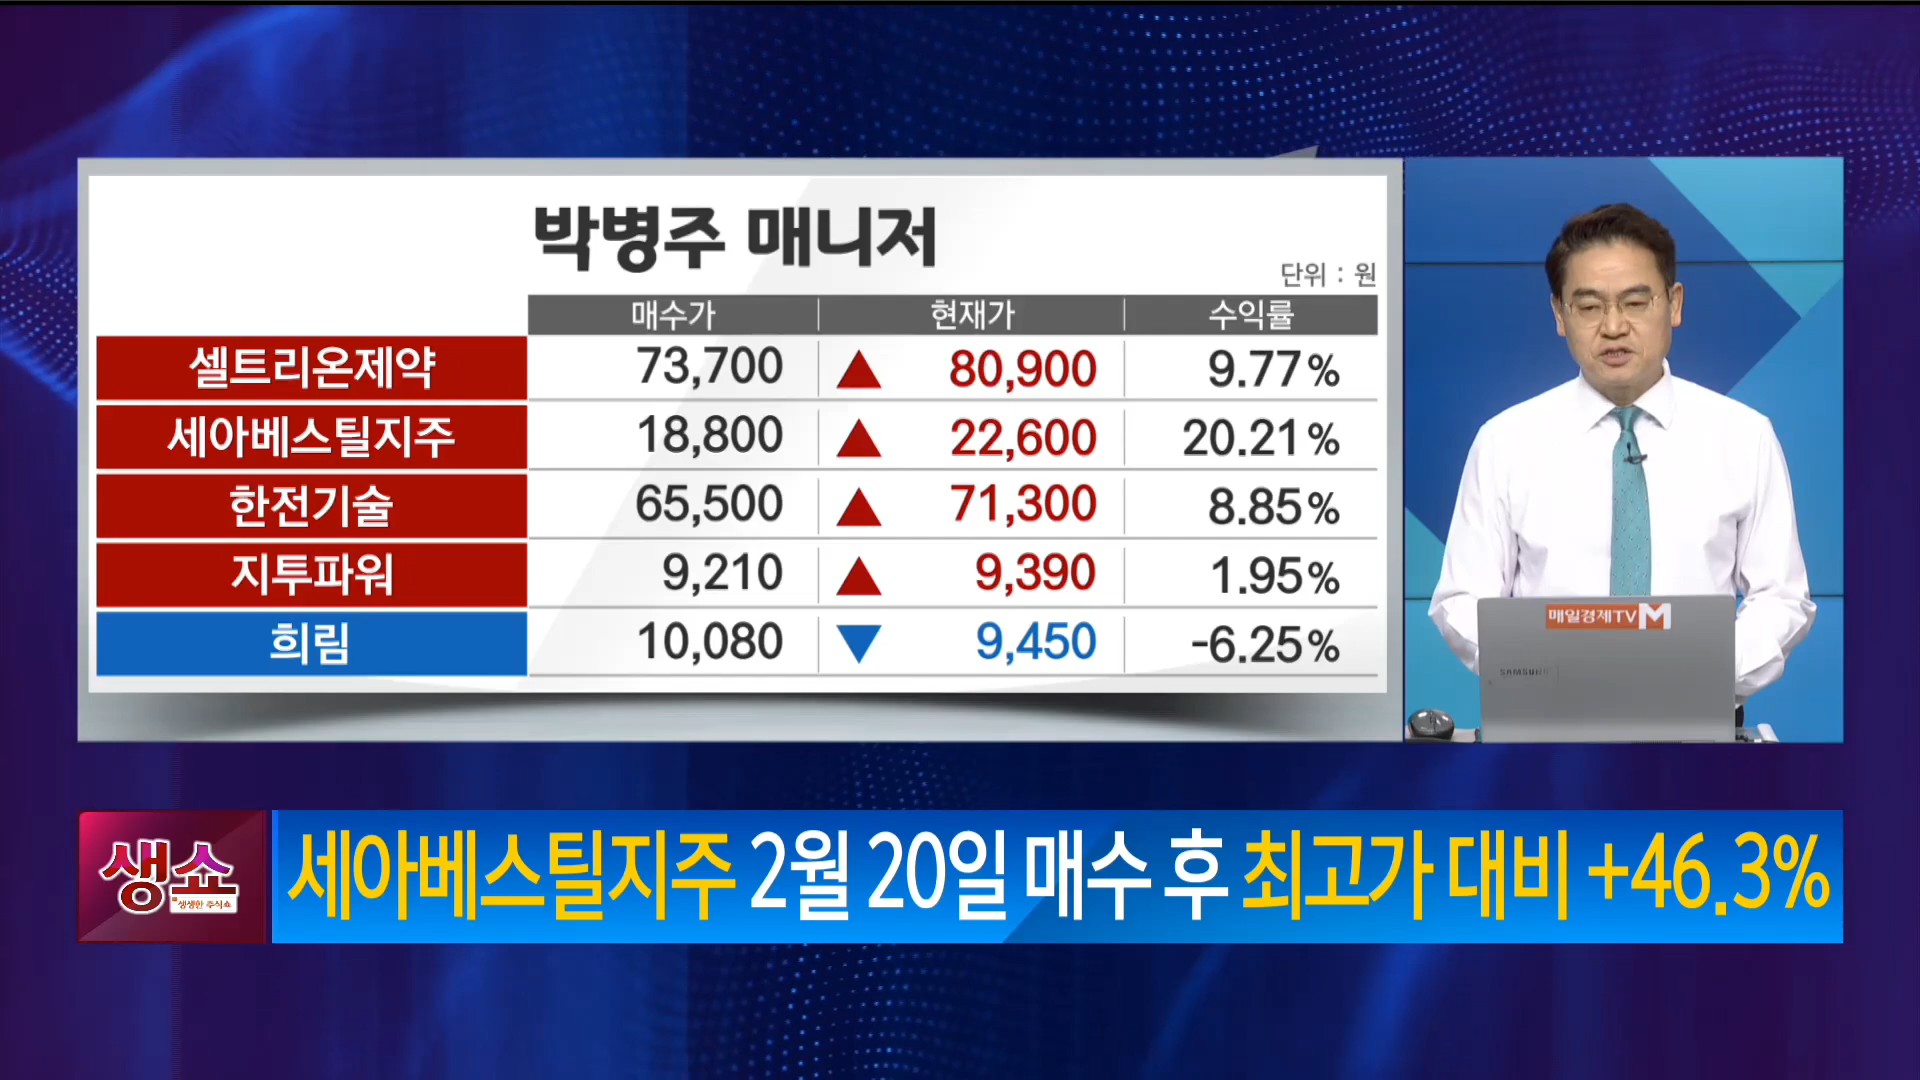 박병주 매니저
단위 : 원
매수가 현재가 수익률
셀트리온제약 73,700 ▲ 80,900 9.77%
세아베스틸지주 18,800 ▲ 22,600 20.21%
한전기술 65,500 ▲ 71,300 8.85%
지투파워 9,210 ▲ 9,390 1.95%
희림 10,080 ▼ 9,450 -6.25%
매일경제TV M
SAMSUNG
생쇼
생생한 주식쇼
세아베스틸지주 2월 20일 매수 후 최고가 대비 +46.3%